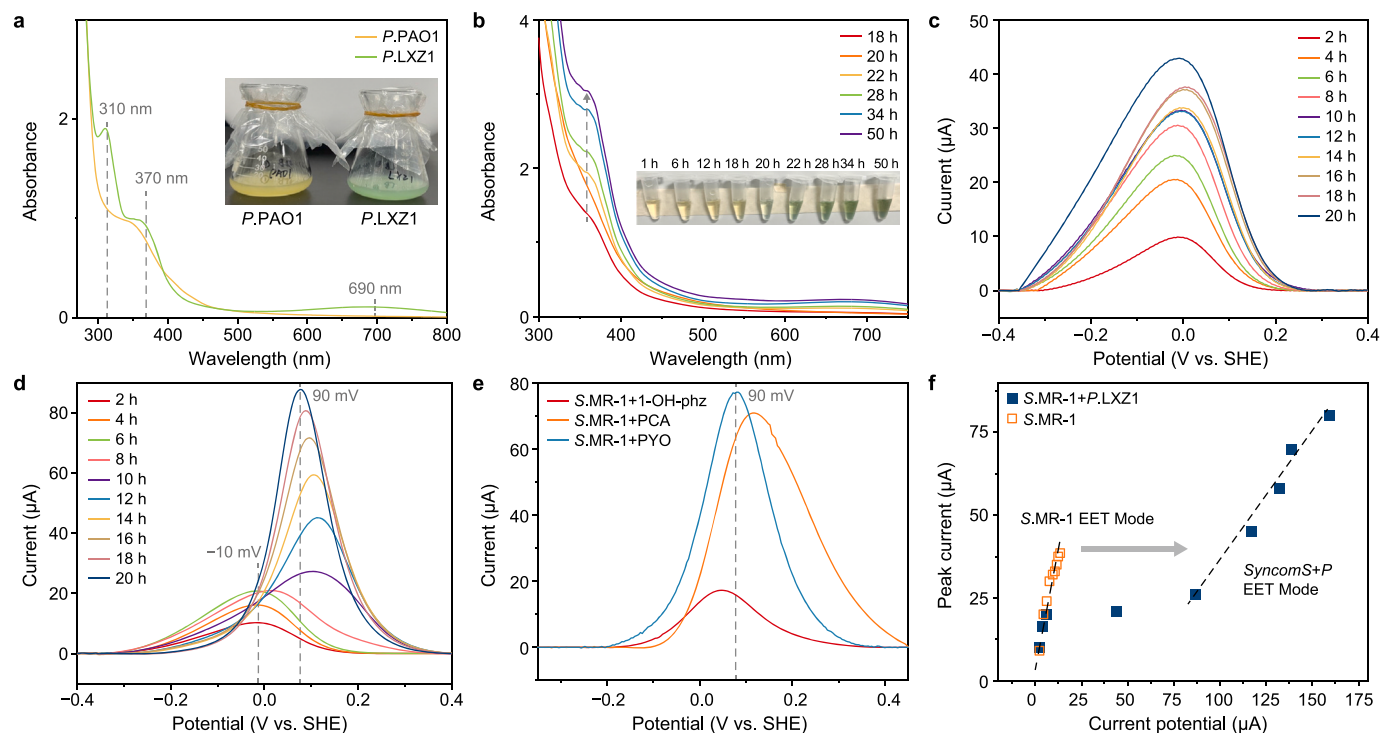 a
Absorbance
2
0
300
400
500
600
700
800
Wavelength (nm)
P.PAO1
P.LXZ1
310 nm
370 nm
690 nm
PAO1
LXZ1
P.PAO1
P.LXZ1
b
Absorbance
4
2
0
300
400
500
600
700
Wavelength (nm)
18 h
20 h
22 h
28 h
34 h
50 h
1 h 6 h 12 h 18 h 20 h 22 h 28 h 34 h 50 h
c
Cuurent (µA)
50
40
30
20
10
0
−0.4
−0.2
0.0
0.2
0.4
Potential (V vs. SHE)
2 h
4 h
6 h
8 h
10 h
12 h
14 h
16 h
18 h
20 h
d
Current (µA)
80
60
40
20
0
−0.4
−0.2
0.0
0.2
0.4
Potential (V vs. SHE)
2 h
4 h
6 h
8 h
10 h
12 h
14 h
16 h
18 h
20 h
−10 mV
90 mV
e
Current (µA)
80
60
40
20
0
0.0
0.2
0.4
Potential (V vs. SHE)
S.MR-1+1-OH-phz
S.MR-1+PCA
S.MR-1+PYO
90 mV
f
Peak current (µA)
100
75
50
25
0
0
25
50
75
100
125
150
175
Current potential (µA)
S.MR-1+P.LXZ1
S.MR-1
S.MR-1 EET Mode
SyncomS+P
EET Mode